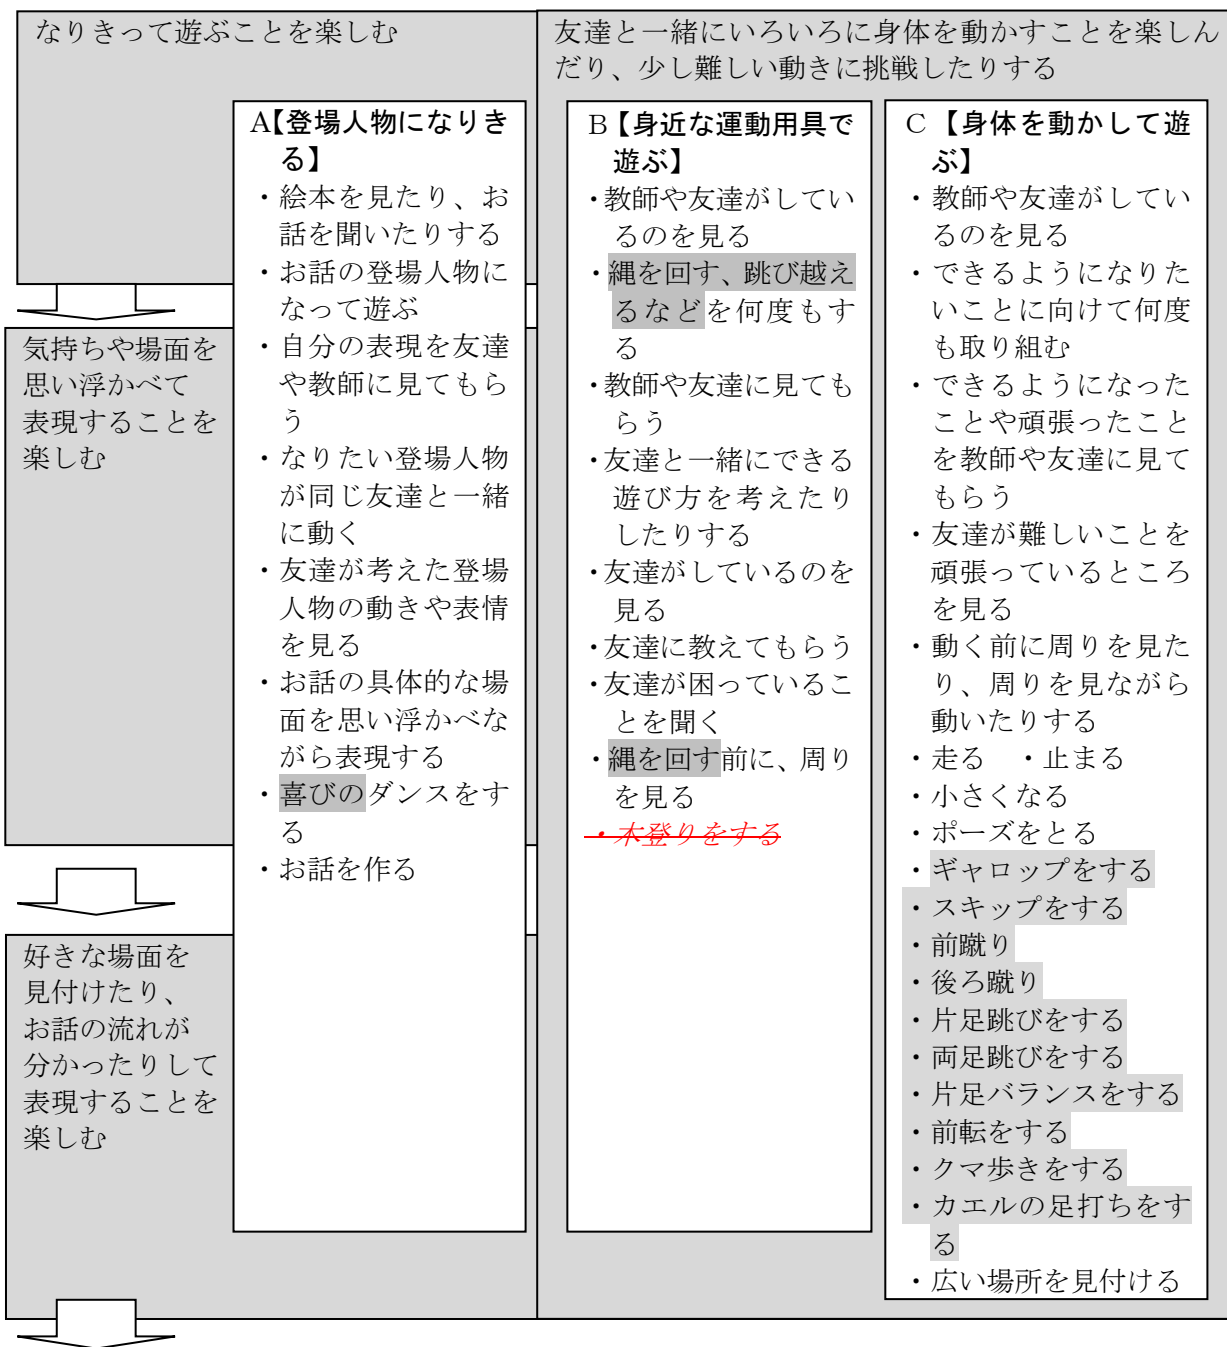 なりきって遊ぶことを楽しむ
気持ちや場面を
思い浮かべて
表現することを
楽しむ
好きな場面を
見付けたり、
お話の流れが
分かったりして
表現することを
楽しむ
A【登場人物になりき
る】
・絵本を見たり、お
話を聞いたりする
・お話の登場人物に
なって遊ぶ
・自分の表現を友達
や教師に見てもら
う
・なりたい登場人物
が同じ友達と一緒
に動く
・友達が考えた登場
人物の動きや表情
を見る
・お話の具体的な場
面を思い浮かべな
がら表現する
・喜びのダンスをす
る
・お話を作る
友達と一緒にいろいろに身体を動かすことを楽しん
だり、少し難しい動きに挑戦したりする
B【身近な運動用具で
遊ぶ】
・教師や友達がしてい
るのを見る
・縄を回す、跳び越え
るなどを何度もす
る
・教師や友達に見ても
らう
・友達と一緒にできる
遊び方を考えたり
したりする
・友達がしているのを
見る
・友達に教えてもらう
・友達が困っているこ
とを聞く
・縄を回す前に、周り
を見る
・木登りをする
C【身体を動かして遊
ぶ】
・教師や友達がしてい
るのを見る
・できるようになりた
いことに向けて何度
も取り組む
・できるようになった
ことや頑張ったこと
を教師や友達に見て
もらう
・友達が難しいことを
頑張っているところ
を見る
・動く前に周りを見た
り、周りを見ながら
動いたりする
・走る　・止まる
・小さくなる
・ポーズをとる
・ギャロップをする
・スキップをする
・前蹴り
・後ろ蹴り
・片足跳びをする
・両足跳びをする
・片足バランスをする
・前転をする
・クマ歩きをする
・カエルの足打ちをす
る
・広い場所を見付ける